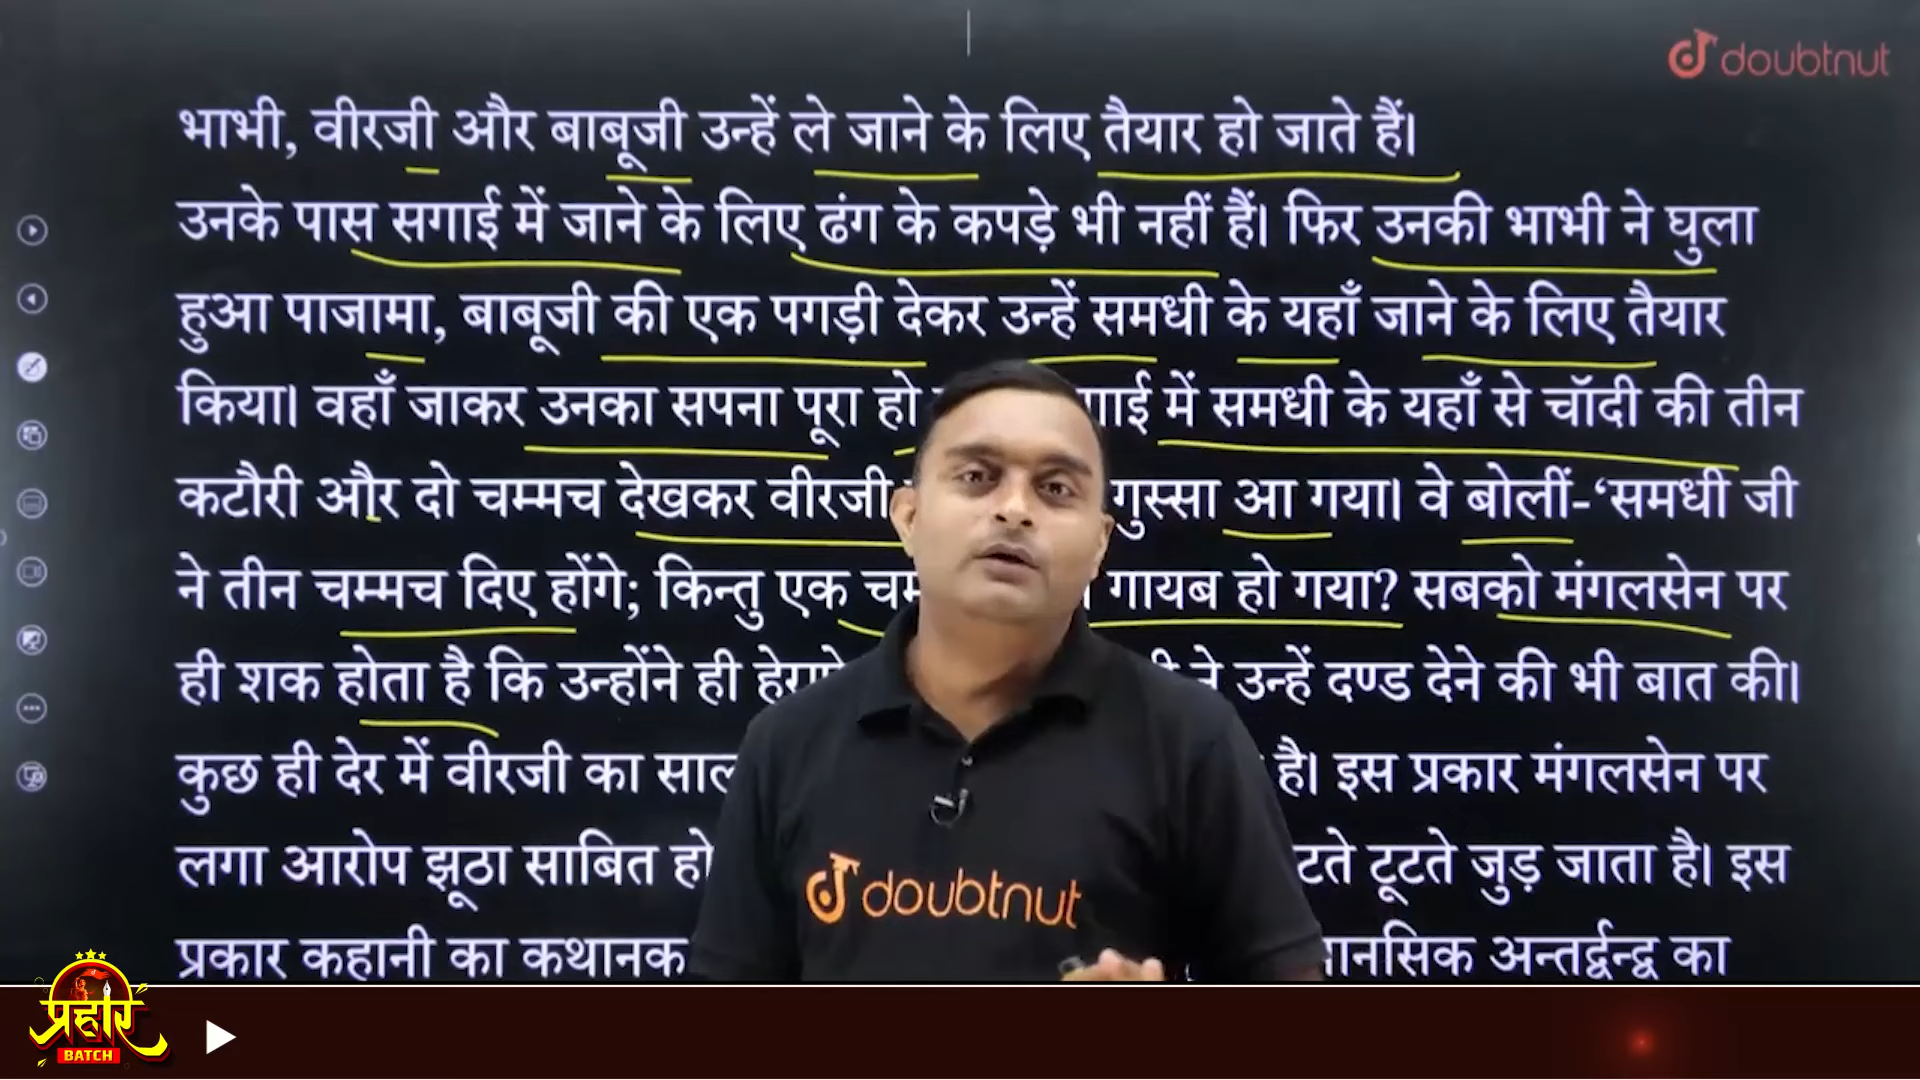 doubtnut
भाभी, वीरजी और बाबूजी उन्हें ले जाने के लिए तैयार हो जाते हैं।
उनके पास सगाई में जाने के लिए ढंग के कपड़े भी नहीं हैं। फिर उनकी भाभी ने घुला
हुआ पाजामा, बाबूजी की एक पगड़ी देकर उन्हें समधी के यहाँ जाने के लिए तैयार
किया। वहाँ जाकर उनका सपना पूरा हो में समधी के यहाँ से चॉदी की तीन
कटौरी और दो चम्मच देखकर वीरजी गुस्सा आ गया। वे बोलीं-‘समधी जी
ने तीन चम्मच दिए होंगे; किन्तु एक गायब हो गया? सबको मंगलसेन पर
ही शक होता है कि उन्होंने ही ने उन्हें दण्ड देने की भी बात की।
कुछ ही देर में वीरजी का है। इस प्रकार मंगलसेन पर
लगा आरोप झूठा साबित टूटते जुड़ जाता है। इस
प्रकार कहानी का कथानक अन्तर्द्वन्द्व का
doubtnut
प्रहार
BATCH